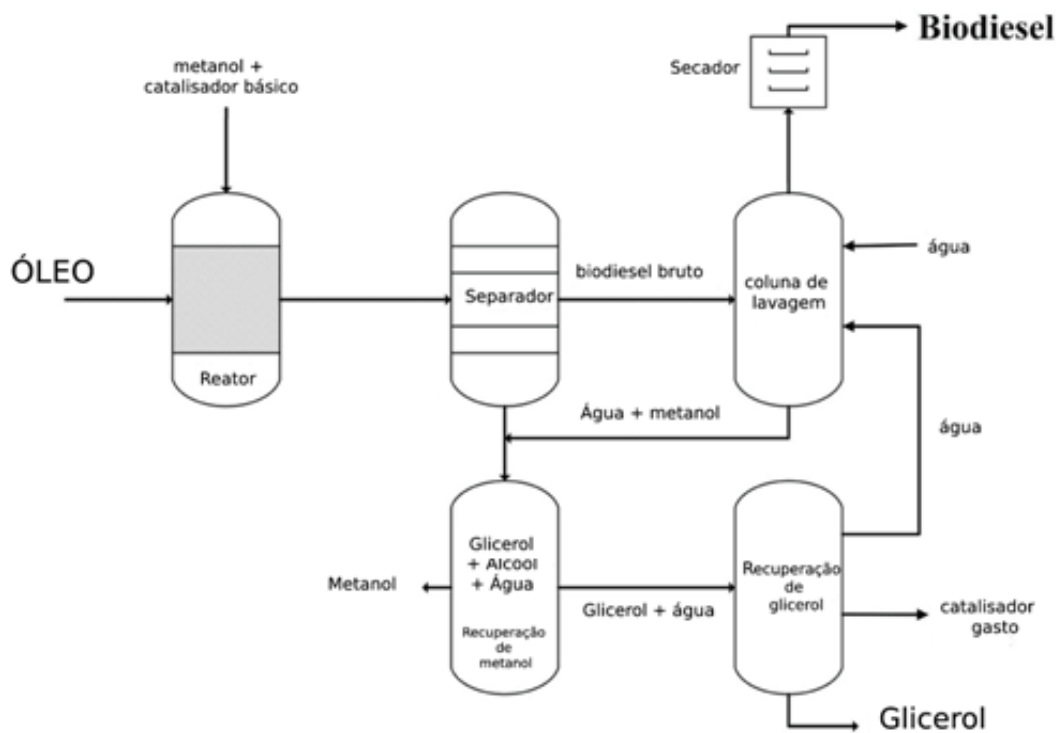 Biodiesel
Secador
metanol +
catalisador básico
ÓLEO
Reator
Separador
biodiesel bruto
coluna de
lavagem
água
Água + metanol
água
Glicerol
+ Alcool
+ Água
Recuperação
de
metanol
Metanol
Glicerol + água
Recuperação
de
glicerol
catalisador
gasto
Glicerol